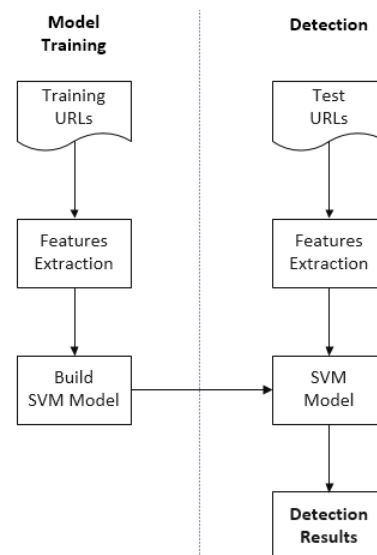 Model
Training
Training
URLs
Features
Extraction
Build
SVM Model
Detection
Test
URLs
Features
Extraction
SVM
Model
Detection
Results